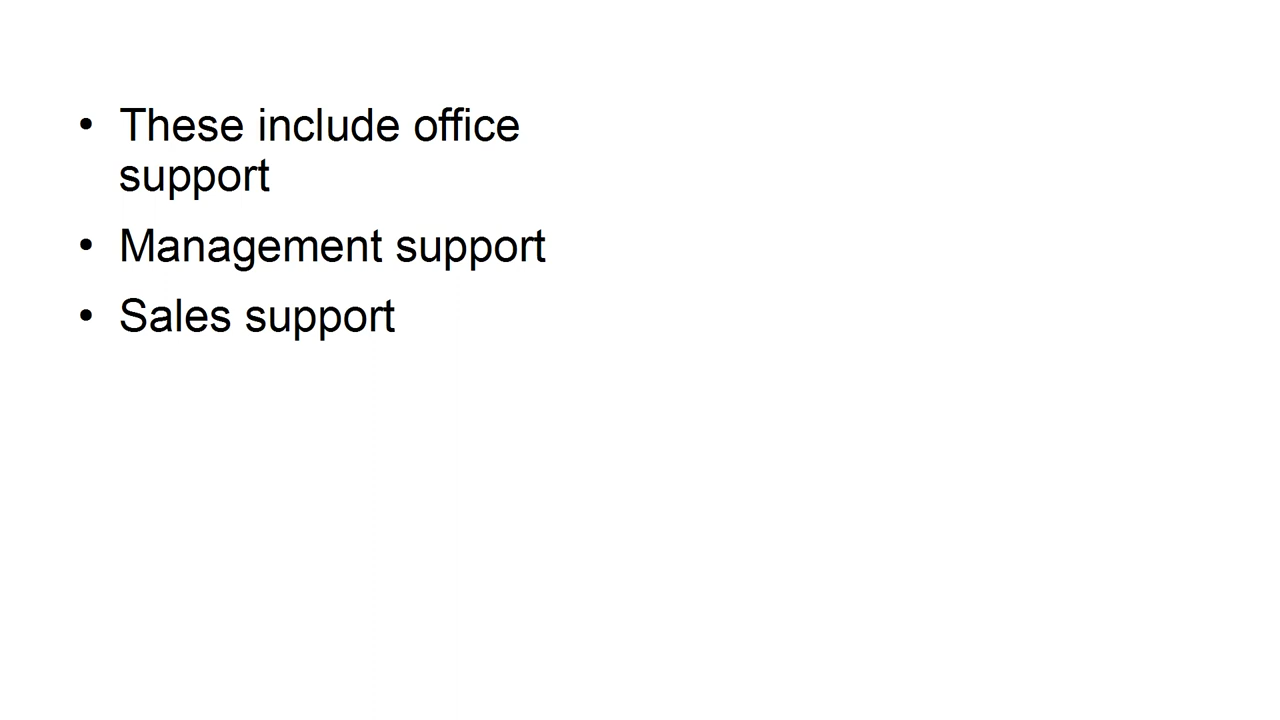 • These include office
support
• Management support
• Sales support